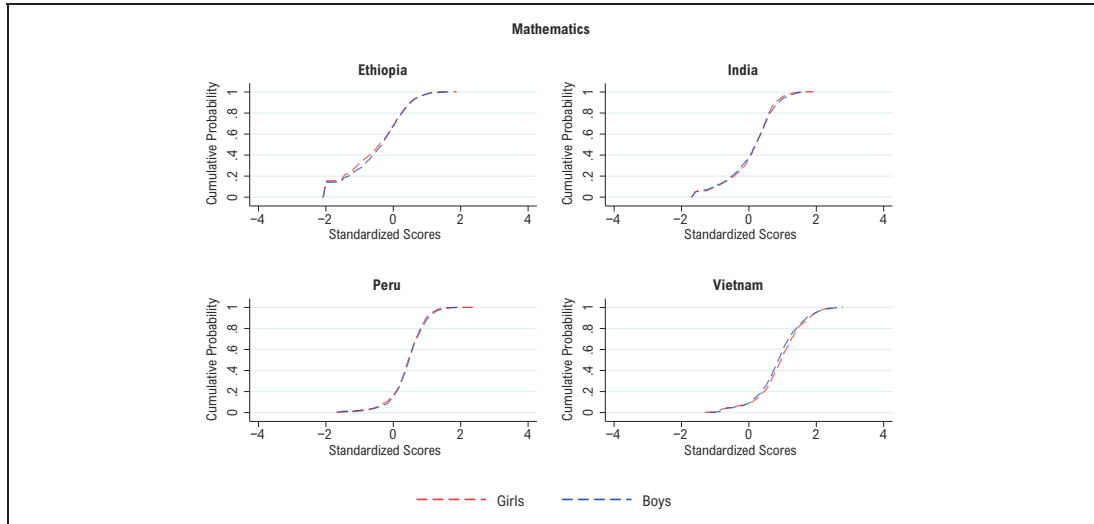 Mathematics
Ethiopia
Cumulative Probability
0 .2 .4 .6 .8 1
−4 −2 0 2 4
Standardized Scores
India
Cumulative Probability
0 .2 .4 .6 .8 1
−4 −2 0 2 4
Standardized Scores
Peru
Cumulative Probability
0 .2 .4 .6 .8 1
−4 −2 0 2 4
Standardized Scores
Vietnam
Cumulative Probability
0 .2 .4 .6 .8 1
−4 −2 0 2 4
Standardized Scores
Girls Boys